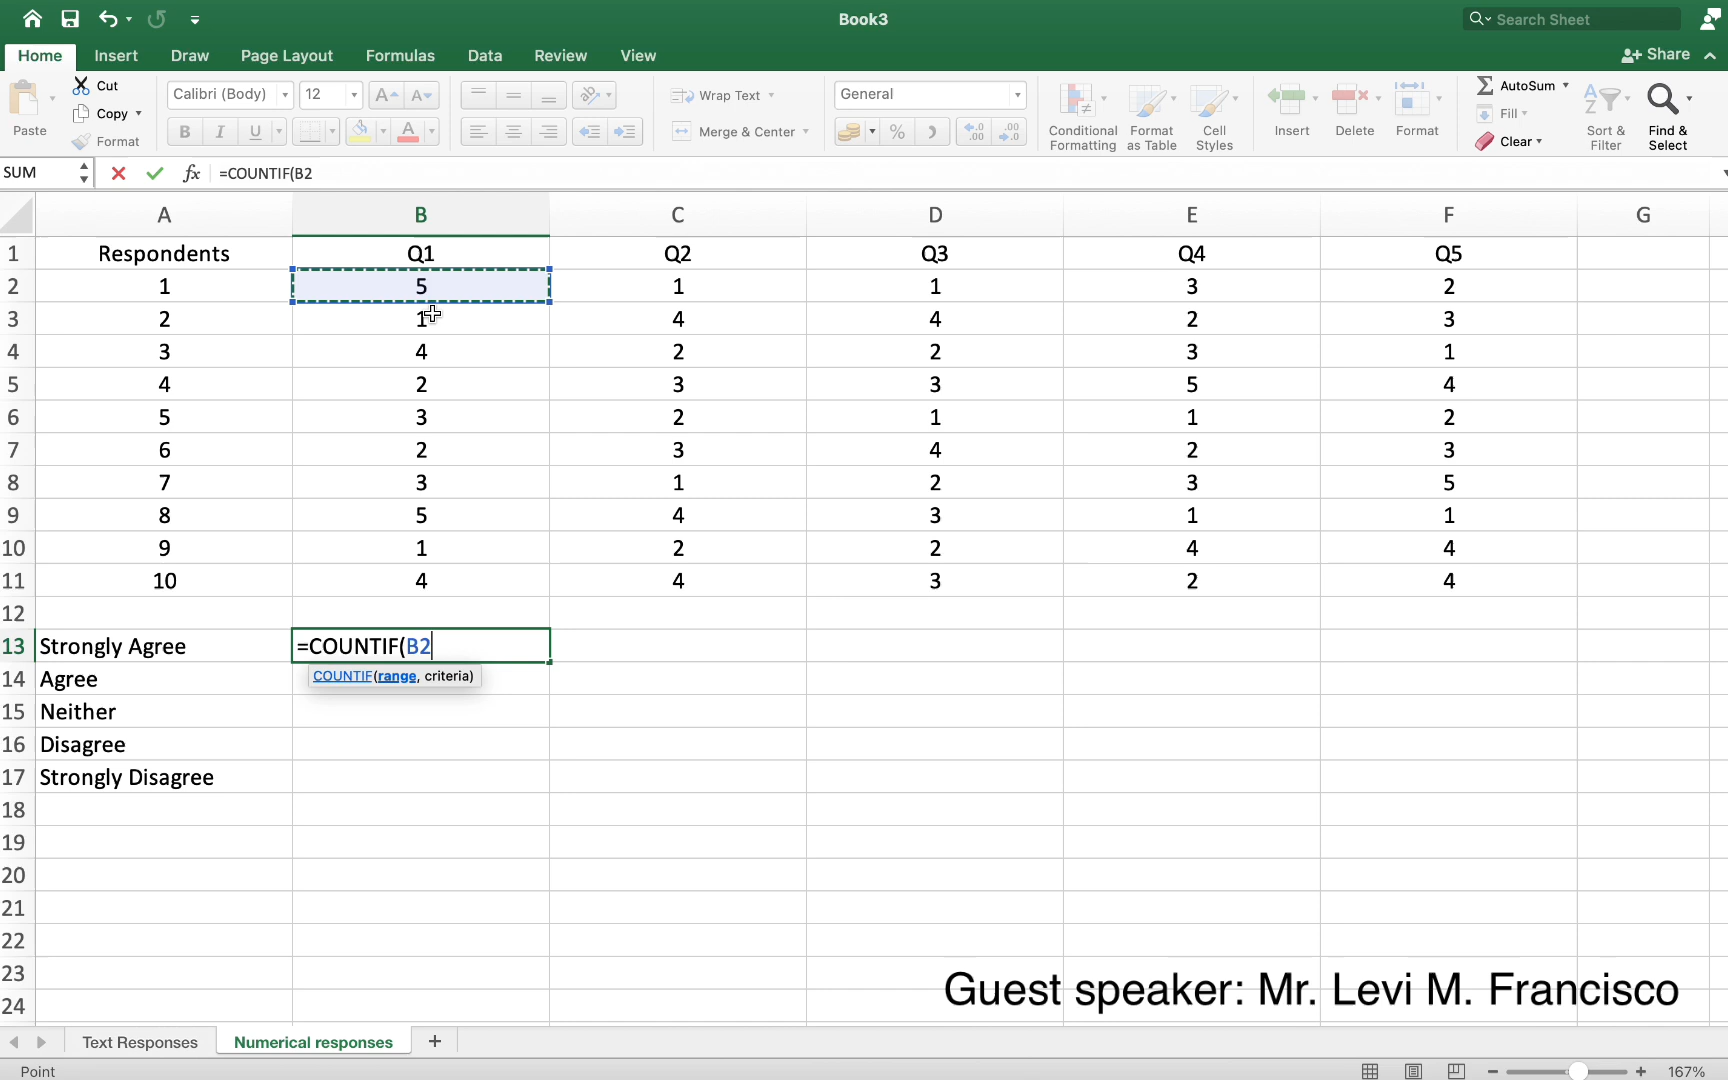 Book3
Search Sheet
Home Insert Draw Page Layout Formulas Data Review View
Share
Paste
Cut
Copy
Format
Calibri (Body) 12
B I U
A
Wrap Text
Merge & Center
General
%
Conditional Formatting
Format as Table
Cell Styles
Insert
Delete
Format
AutoSum
Fill
Clear
Sort & Filter
Find & Select
SUM fx =COUNTIF(B2
A B C D E F G
1 Respondents Q1 Q2 Q3 Q4 Q5
2 1 5 1 1 3 2
3 2 1 4 4 2 3
4 3 4 2 2 3 1
5 4 2 3 3 5 4
6 5 3 2 1 1 2
7 6 2 3 4 2 3
8 7 3 1 2 3 5
9 8 5 4 3 1 1
10 9 1 2 2 4 4
11 10 4 4 3 2 4
12
13 Strongly Agree =COUNTIF(B2
COUNTIF(range, criteria)
14 Agree
15 Neither
16 Disagree
17 Strongly Disagree
18
19
20
21
22
23
24
Guest speaker: Mr. Levi M. Francisco
Text Responses Numerical responses +
Point
167%